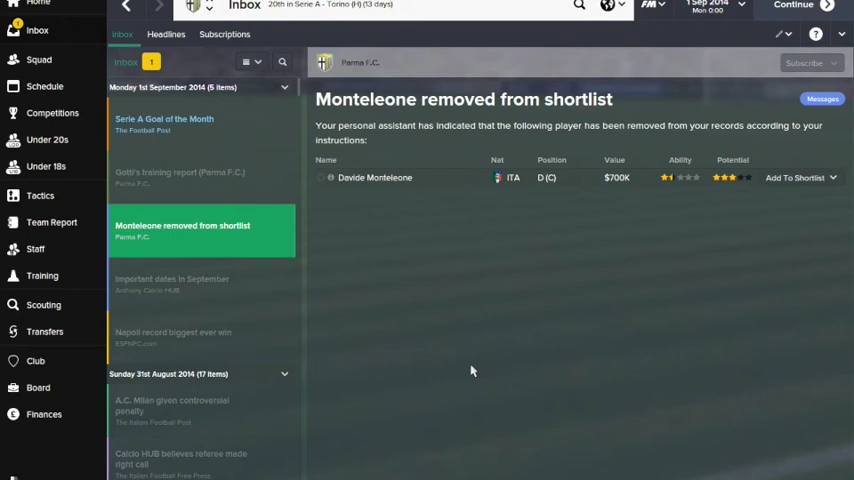 Home
Inbox 20th in Serie A - Torino (H) (13 days)
FM
1 Sep 2014
Mon 0:00
Continue
1
Inbox
Squad
Schedule
Competitions
U20
Under 20s
U18
Under 18s
Tactics
Team Report
Staff
Training
Scouting
Transfers
Club
Board
Finances
Inbox Headlines Subscriptions
?
Inbox 1
Monday 1st September 2014 (5 items)
Serie A Goal of the Month
The Football Post
Gotti's training report (Parma F.C.)
Parma F.C.
Monteleone removed from shortlist
Parma F.C.
Important dates in September
Anthony Calcio HUB
Napoli record biggest ever win
ESPNFC.com
Sunday 31st August 2014 (17 items)
A.C. Milan given controversial
penalty
The Italian Football Post
Calcio HUB believes referee made
right call
The Italian Football Free Press
Parma F.C.
Subscribe
Monteleone removed from shortlist
Messages
Your personal assistant has indicated that the following player has been removed from your records according to your
instructions:
Name Nat Position Value Ability Potential
Davide Monteleone ITA D (C) $700K Add To Shortlist